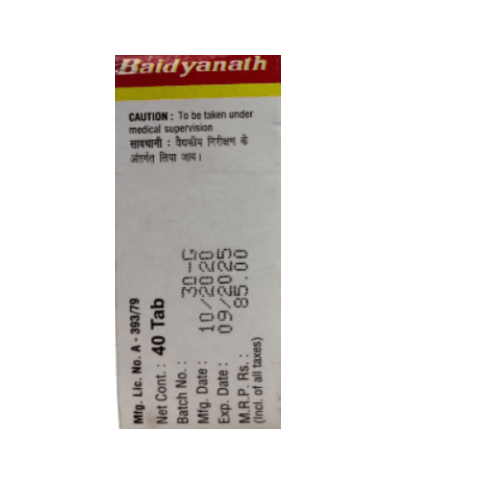 Baidyanath
CAUTION : To be taken under
medical supervision
सावधानी : वैद्यकीय निरीक्षण के
अंतर्गत लिया जाय।
Mfg. Lic. No. A - 393/79
Net Cont. : 40 Tab
Batch No. : 30-G
Mfg. Date : 10/2020
Exp. Date : 09/2025
M.R.P. Rs. : 85.00
(Incl. of all taxes)